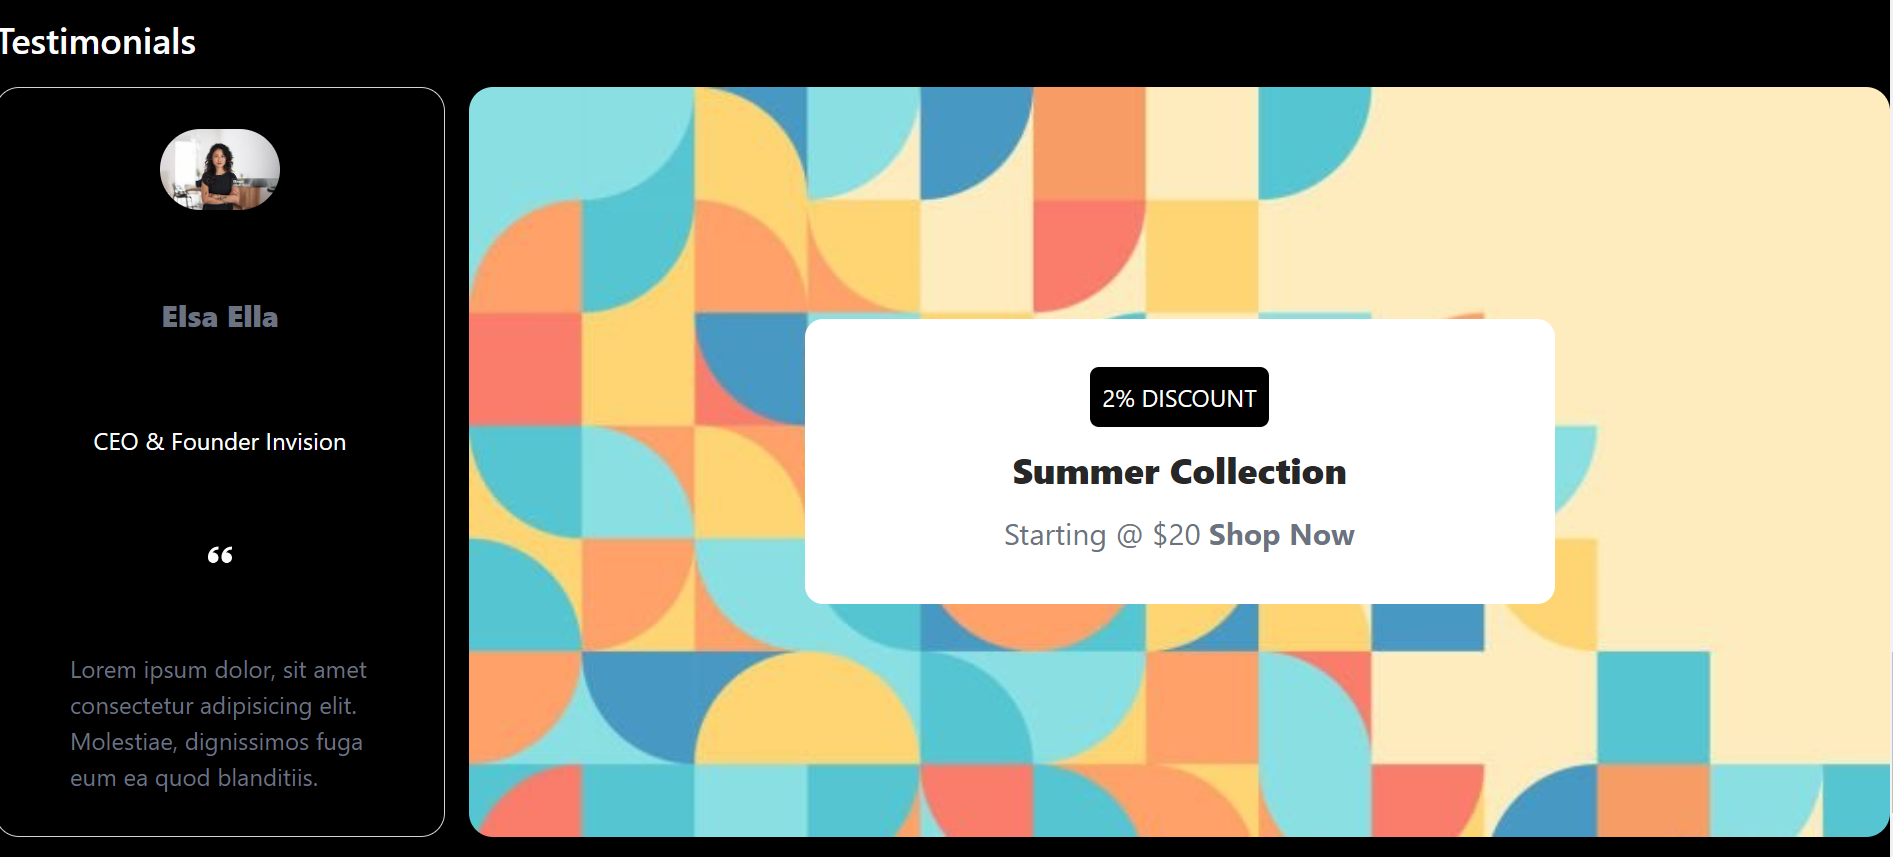 Testimonials
Elsa Ella
CEO & Founder Invision
“
Lorem ipsum dolor, sit amet
consectetur adipisicing elit.
Molestiae, dignissimos fuga
eum ea quod blanditiis.
2% DISCOUNT
Summer Collection
Starting @ $20 Shop Now